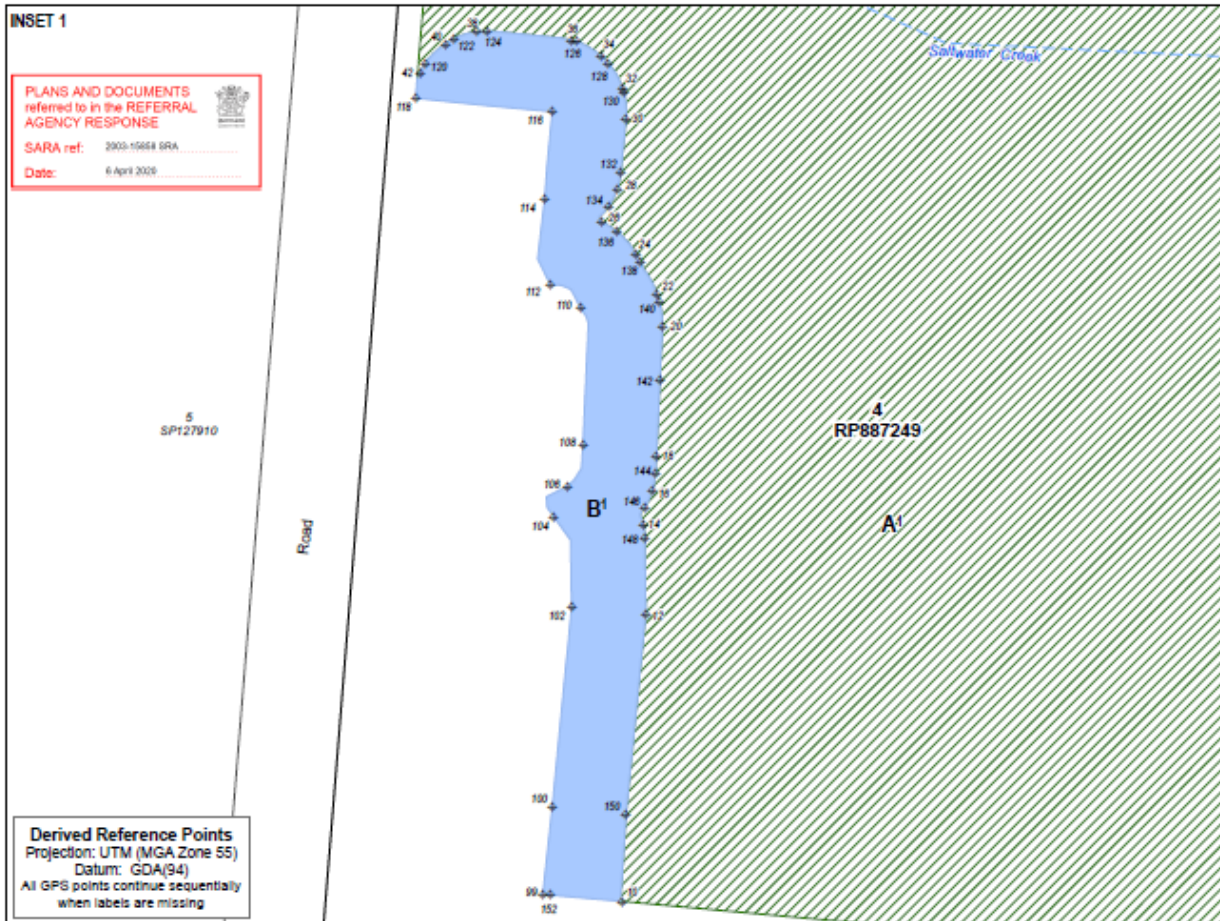 INSET 1
PLANS AND DOCUMENTS
referred to in the REFERRAL
AGENCY RESPONSE
SARA ref:
Date: 6 April 2020
38
124
40
122
36
126
34
128
120
42
118
32
130
30
116
132
28
134
26
136
114
24
138
112
110
22
140
20
142
Saltwater Creek
4
RP887249
5
SP127910
108
18
144
106
16
146
B¹
104
14
148
A¹
Road
102
12
100
150
99
152
Derived Reference Points
Projection: UTM (MGA Zone 55)
Datum: GDA(94)
All GPS points continue sequentially
when labels are missing